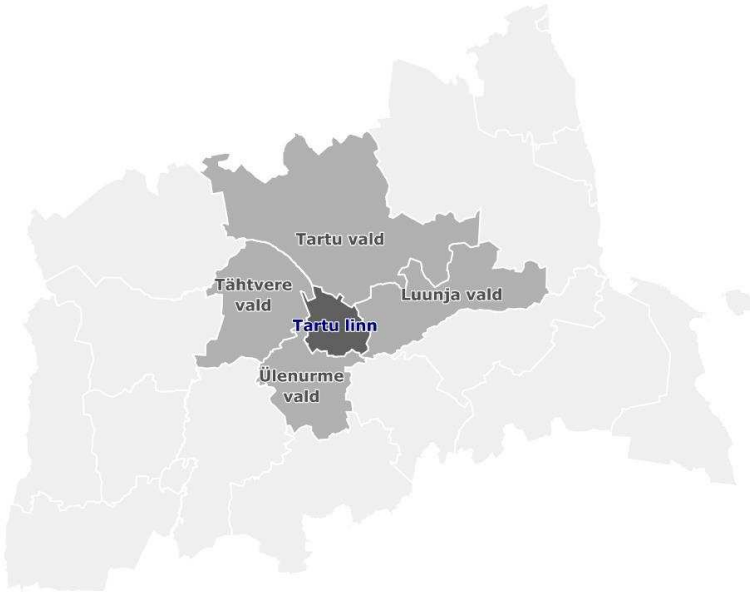 Tartu vald
Tähtvere
vald
Luunja vald
Tartu linn
Ülenurme
vald